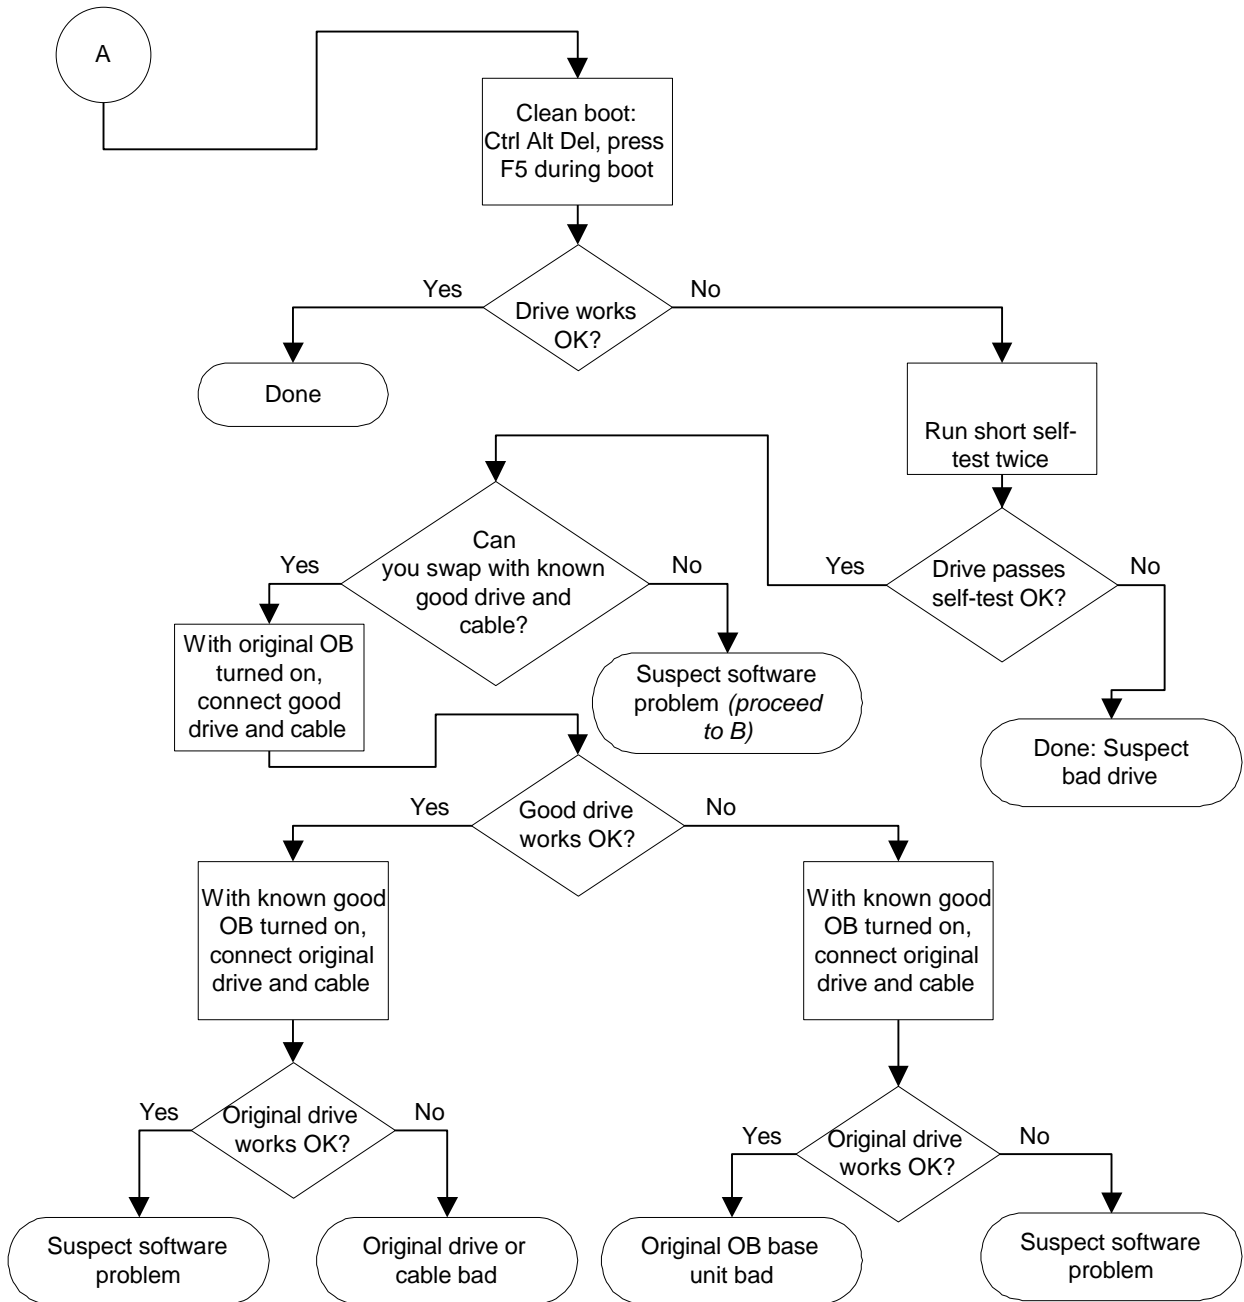 A
Clean boot:
Ctrl Alt Del, press
F5 during boot
Yes
No
Drive works
OK?
Done
Run short self-
test twice
Can
you swap with known
good drive and
cable?
Yes
No
Yes
Drive passes
self-test OK?
No
With original OB
turned on,
connect good
drive and cable
Suspect software
problem (proceed
to B)
Done: Suspect
bad drive
Yes
Good drive
works OK?
No
With known good
OB turned on,
connect original
drive and cable
With known good
OB turned on,
connect original
drive and cable
Yes
Original drive
works OK?
No
Yes
Original drive
works OK?
No
Suspect software
problem
Original drive or
cable bad
Original OB base
unit bad
Suspect software
problem